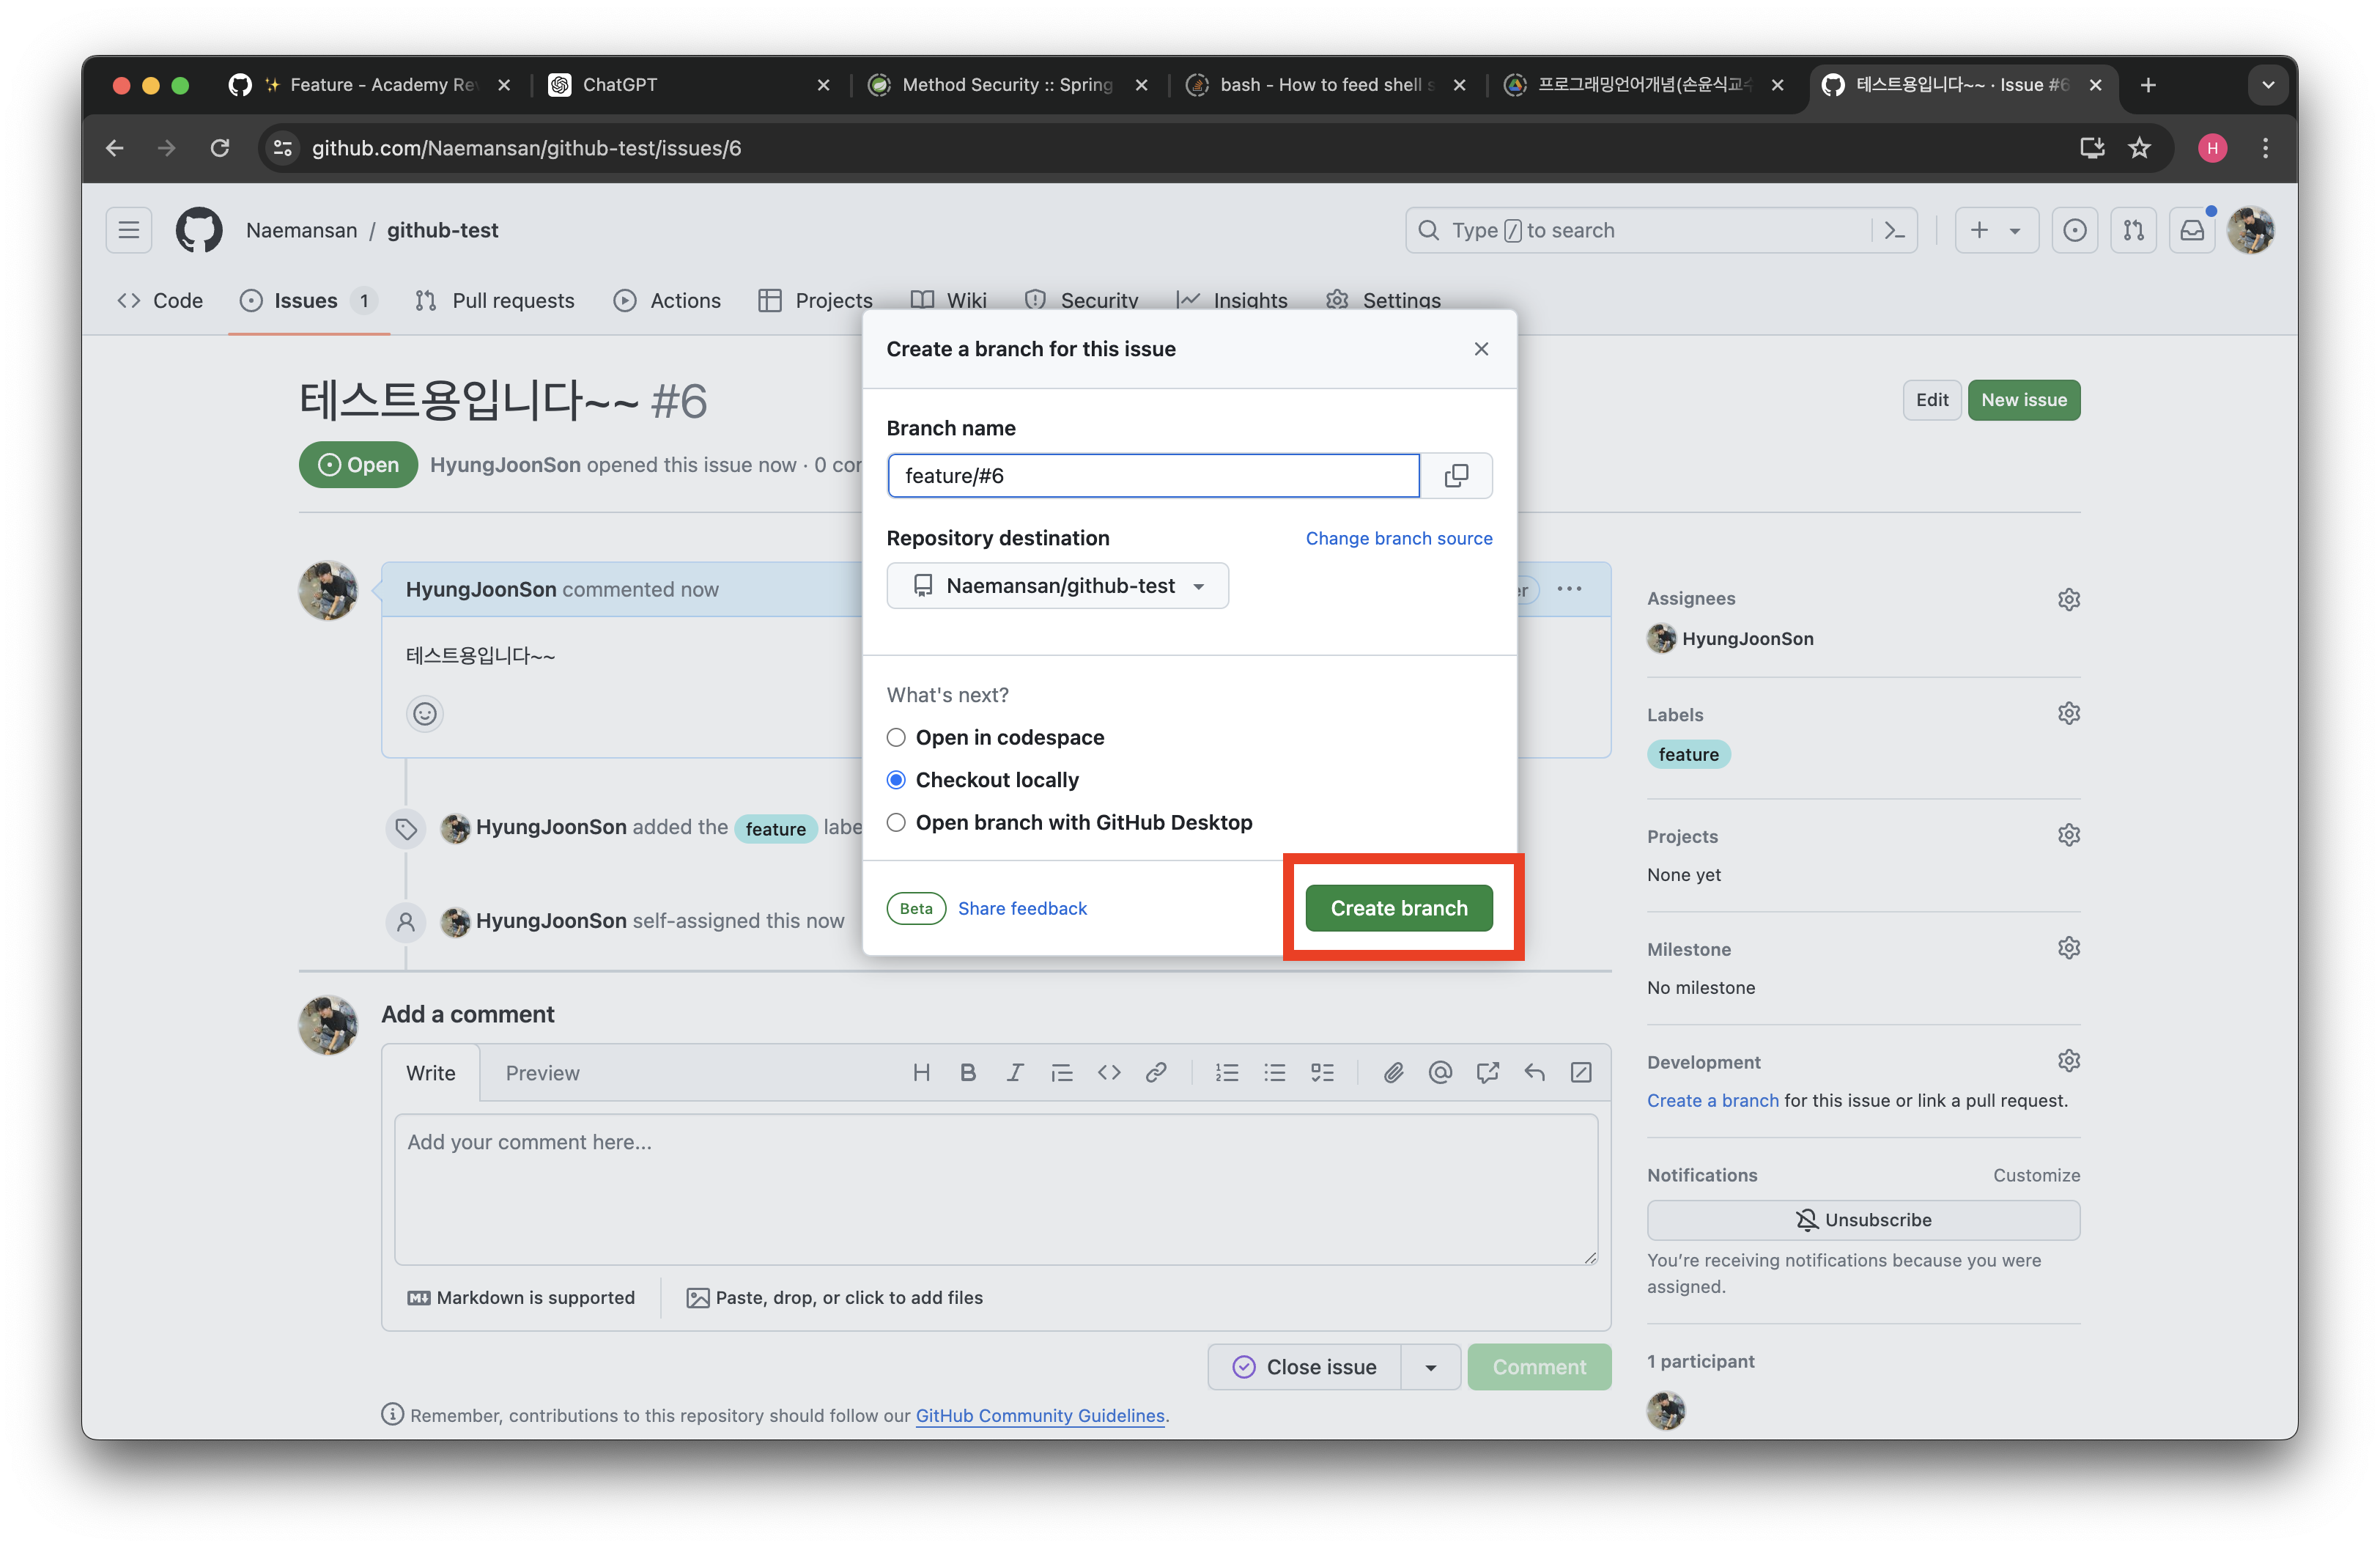 ✨ Feature - Academy Rev
ChatGPT
Method Security :: Spring
bash - How to feed shell s
프로그래밍언어개념(손윤식교수
테스트용입니다~~ · Issue #6
github.com/Naemansan/github-test/issues/6
H
Naemansan / github-test
Type / to search
Code
Issues 1
Pull requests
Actions
Projects
Wiki
Security
Insights
Settings
테스트용입니다~~ #6
Edit
New issue
Open
HyungJoonSon opened this issue now · 0 com
HyungJoonSon commented now
er
테스트용입니다~~
HyungJoonSon added the feature labe
HyungJoonSon self-assigned this now
Create a branch for this issue
Branch name
feature/#6
Repository destination
Change branch source
Naemansan/github-test
What's next?
Open in codespace
Checkout locally
Open branch with GitHub Desktop
Beta
Share feedback
Create branch
Assignees
HyungJoonSon
Labels
feature
Projects
None yet
Milestone
No milestone
Development
Create a branch for this issue or link a pull request.
Notifications
Customize
Unsubscribe
You're receiving notifications because you were
assigned.
1 participant
Add a comment
Write
Preview
Add your comment here...
Markdown is supported
Paste, drop, or click to add files
Close issue
Comment
Remember, contributions to this repository should follow our GitHub Community Guidelines.